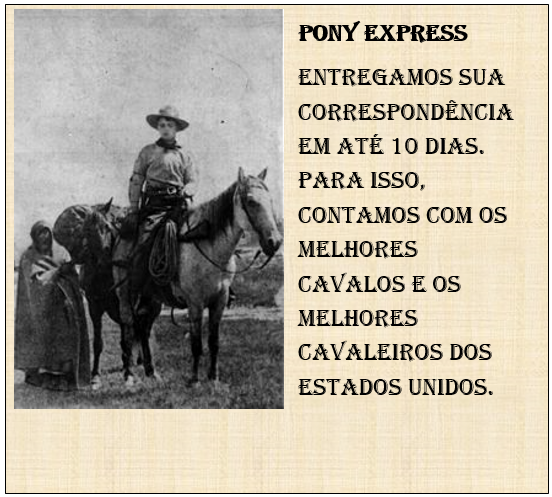 PONY EXPRESS
ENTREGAMOS SUA
CORRESPONDÊNCIA
EM ATÉ 10 DIAS.
PARA ISSO,
CONTAMOS COM OS
MELHORES
CAVALOS E OS
MELHORES
CAVALEIROS DOS
ESTADOS UNIDOS.